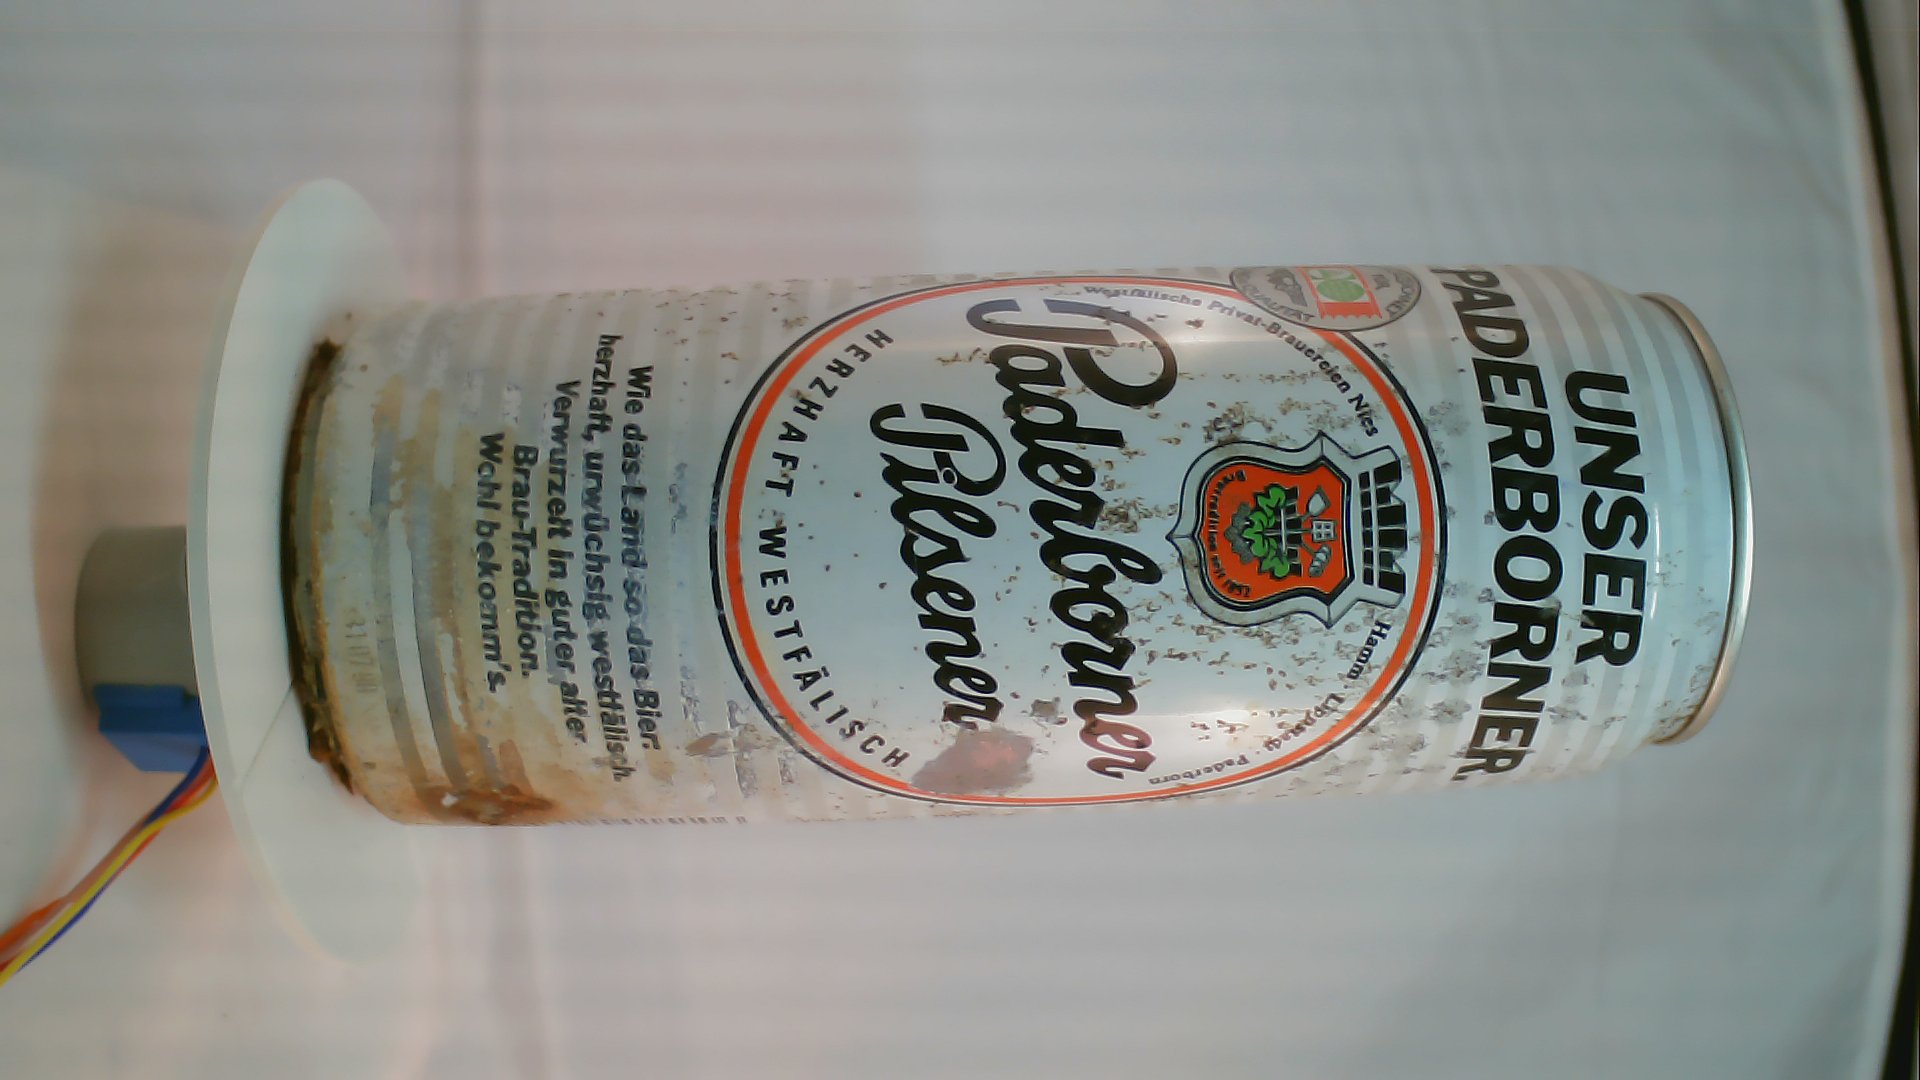 UNSER
PADERBORNER
QUALITÄT
Westfälische Privat-Brauereien Nies
Hamm Lippstadt Paderborn
Paderborner
Pilsener
HERZHAFT WESTFÄLISCH
Wie das Land so das Bier:
herzhaft, urwüchsig westfälisch.
Verwurzelt in guter alter
Brau-Tradition.
Wohl bekomm's.